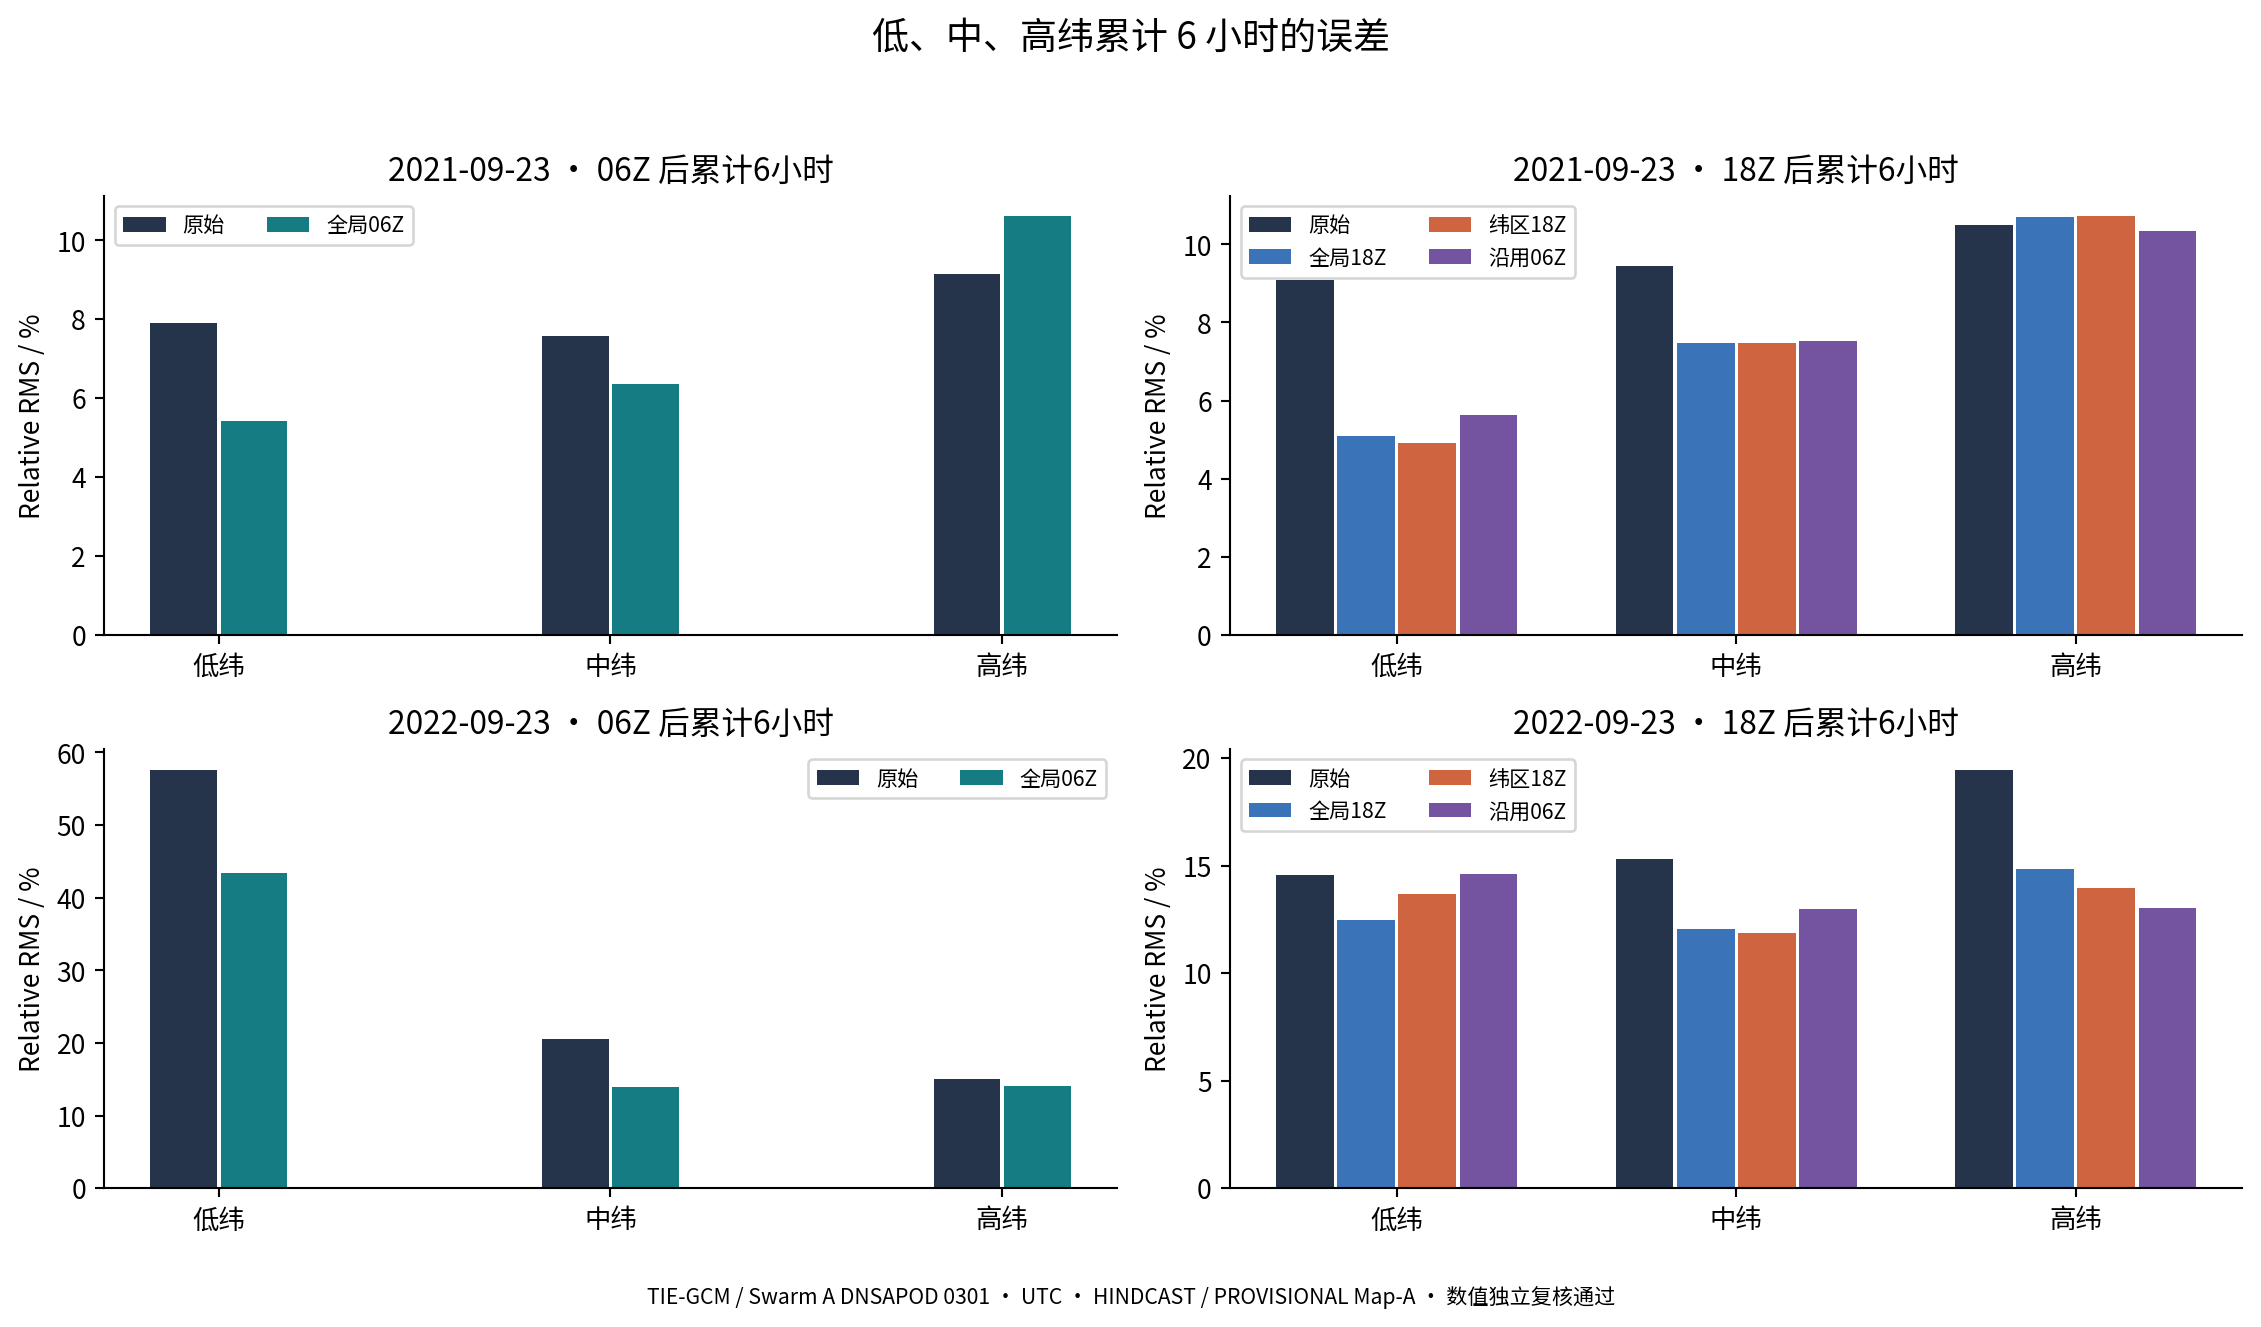 低、中、高纬累计 6 小时的误差
2021-09-23 • 06Z 后累计6小时
原始 全局06Z
Relative RMS / %
10
8
6
4
2
0
低纬 中纬 高纬
2021-09-23 • 18Z 后累计6小时
原始 纬区18Z
全局18Z 沿用06Z
Relative RMS / %
10
8
6
4
2
0
低纬 中纬 高纬
2022-09-23 • 06Z 后累计6小时
原始 全局06Z
Relative RMS / %
60
50
40
30
20
10
0
低纬 中纬 高纬
2022-09-23 • 18Z 后累计6小时
原始 纬区18Z
全局18Z 沿用06Z
Relative RMS / %
20
15
10
5
0
低纬 中纬 高纬
TIE-GCM / Swarm A DNSAPOD 0301 • UTC • HINDCAST / PROVISIONAL Map-A • 数值独立复核通过